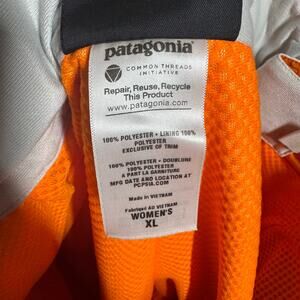 patagonia®
COMMON THREADS
INITIATIVE
Repair, Reuse, Recycle
This Product
www.patagonia.com
100% POLYESTER • LINING 100%
POLYESTER
EXCLUSIVE OF TRIM
100% POLYESTER • DOUBLURE
100% POLYESTER
A PART LA GARNITURE
MFG DATE AND LOCATION AT
PCPSIA.COM
Made in VIETNAM
Fabriqué AU VIETNAM
WOMEN'S
XL